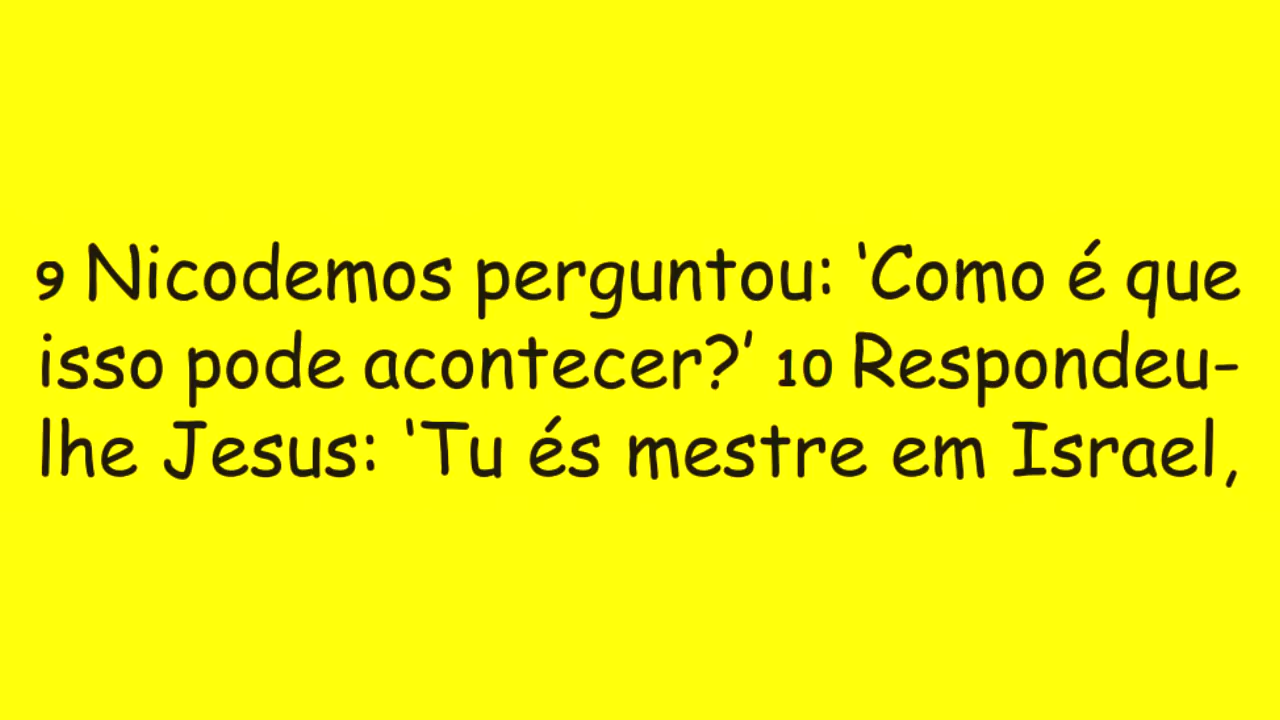 9 Nicodemos perguntou: ‘Como é que
isso pode acontecer?’ 10 Respondeu-
lhe Jesus: ‘Tu és mestre em Israel,